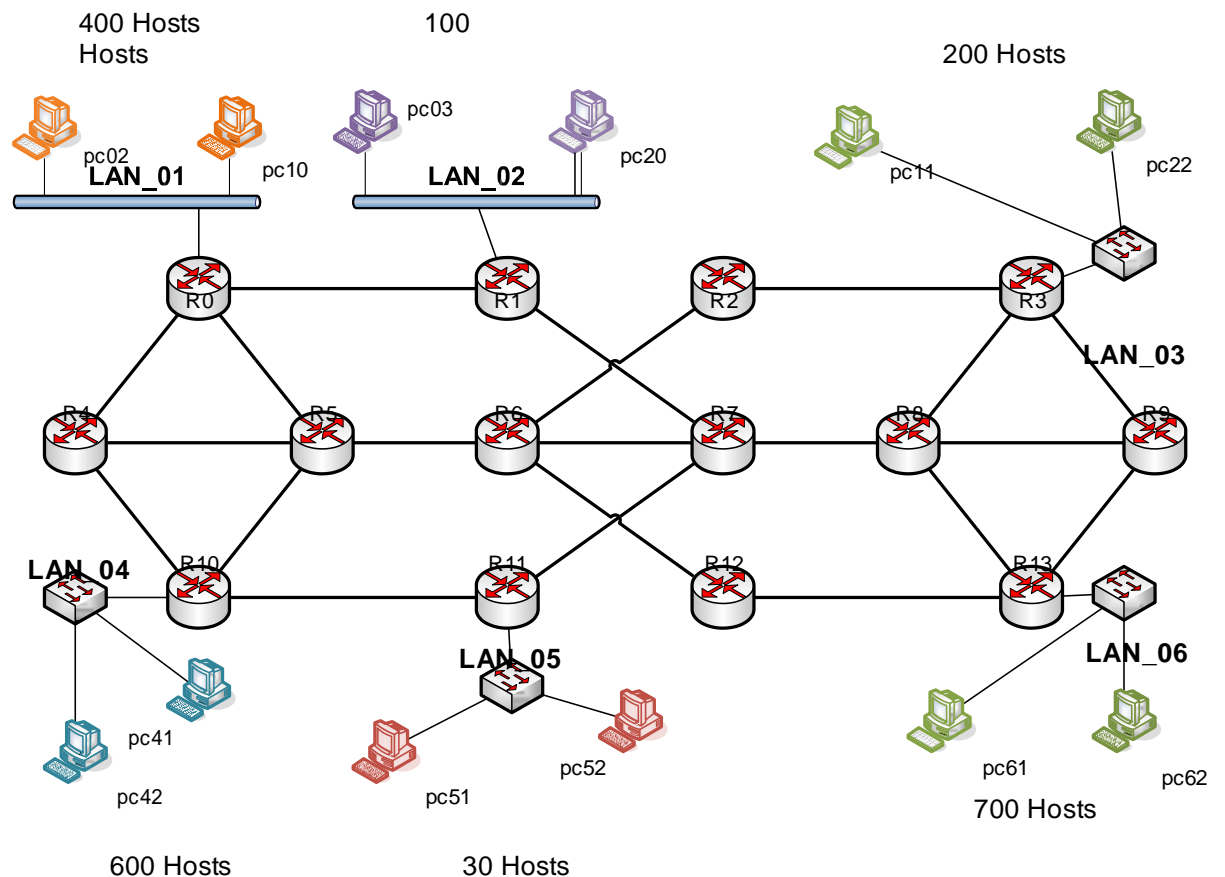 400 Hosts
Hosts
100
200 Hosts
pc02
pc10
pc03
pc20
pc11
pc22
LAN_01
LAN_02
R0
R1
R2
R3
LAN_03
R4
R5
R6
R7
R8
R9
LAN_04
R10
R11
R12
R13
LAN_05
LAN_06
pc41
pc42
pc51
pc52
pc61
pc62
700 Hosts
600 Hosts
30 Hosts